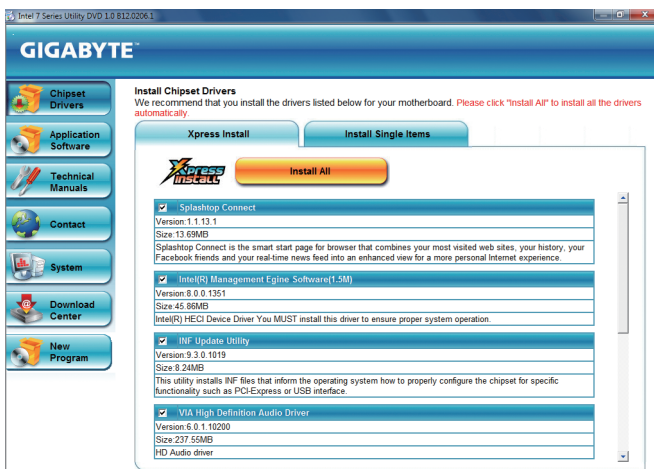 Intel 7 Series Utility DVD 1.0 B12.0206.1
GIGABYTE™
Chipset
Drivers
Application
Software
Technical
Manuals
Contact
System
Download
Center
New
Program
Install Chipset Drivers
We recommend that you install the drivers listed below for your motherboard. Please click "Install All" to install all the drivers
automatically.
Xpress Install
Install Single Items
Xpress
Install
Install All
Splashtop Connect
Version:1.1.13.1
Size:13.69MB
Splashtop Connect is the smart start page for browser that combines your most visited web sites, your history, your
Facebook friends and your real-time news feed into an enhanced view for a more personal Internet experience.
Intel(R) Management Egine Software(1.5M)
Version:8.0.0.1351
Size:45.86MB
Intel(R) HECI Device Driver You MUST install this driver to ensure proper system operation.
INF Update Utility
Version:9.3.0.1019
Size:8.24MB
This utility installs INF files that inform the operating system how to properly configure the chipset for specific
functionality such as PCI-Express or USB interface.
VIA High Definition Audio Driver
Version:6.0.1.10200
Size:237.55MB
HD Audio driver